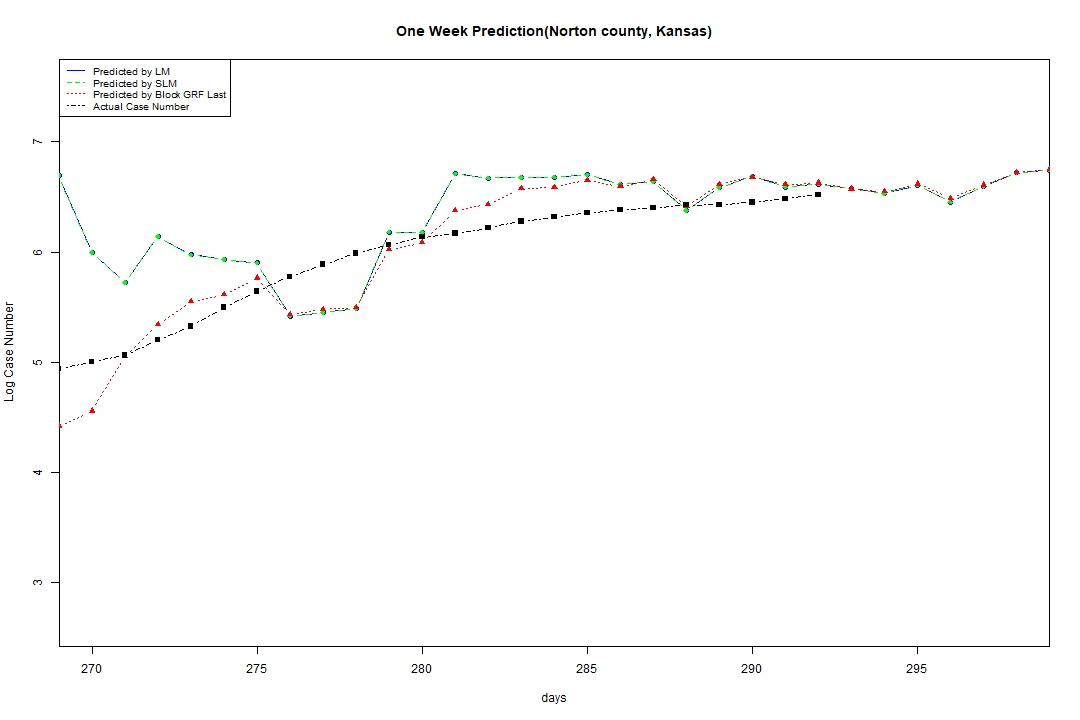 One Week Prediction(Norton county, Kansas)
Predicted by LM
Predicted by SLM
Predicted by Block GRF Last
Actual Case Number
7
6
5
4
3
Log Case Number
270 275 280 285 290 295
days